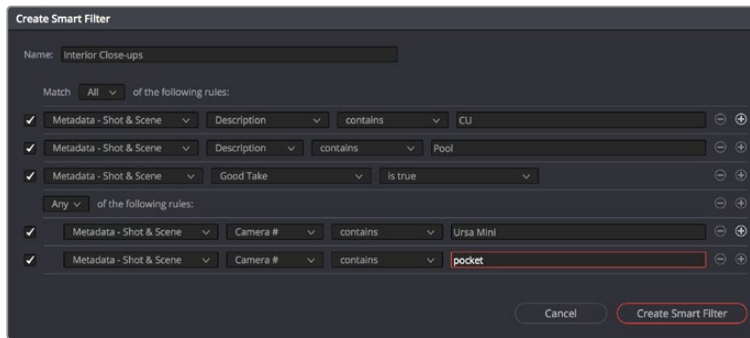 Create Smart Filter
Name: Interior Close-ups
Match All of the following rules:
Metadata - Shot & Scene Description contains CU
Metadata - Shot & Scene Description contains Pool
Metadata - Shot & Scene Good Take is true
Any of the following rules:
Metadata - Shot & Scene Camera # contains Ursa Mini
Metadata - Shot & Scene Camera # contains pocket
Cancel Create Smart Filter